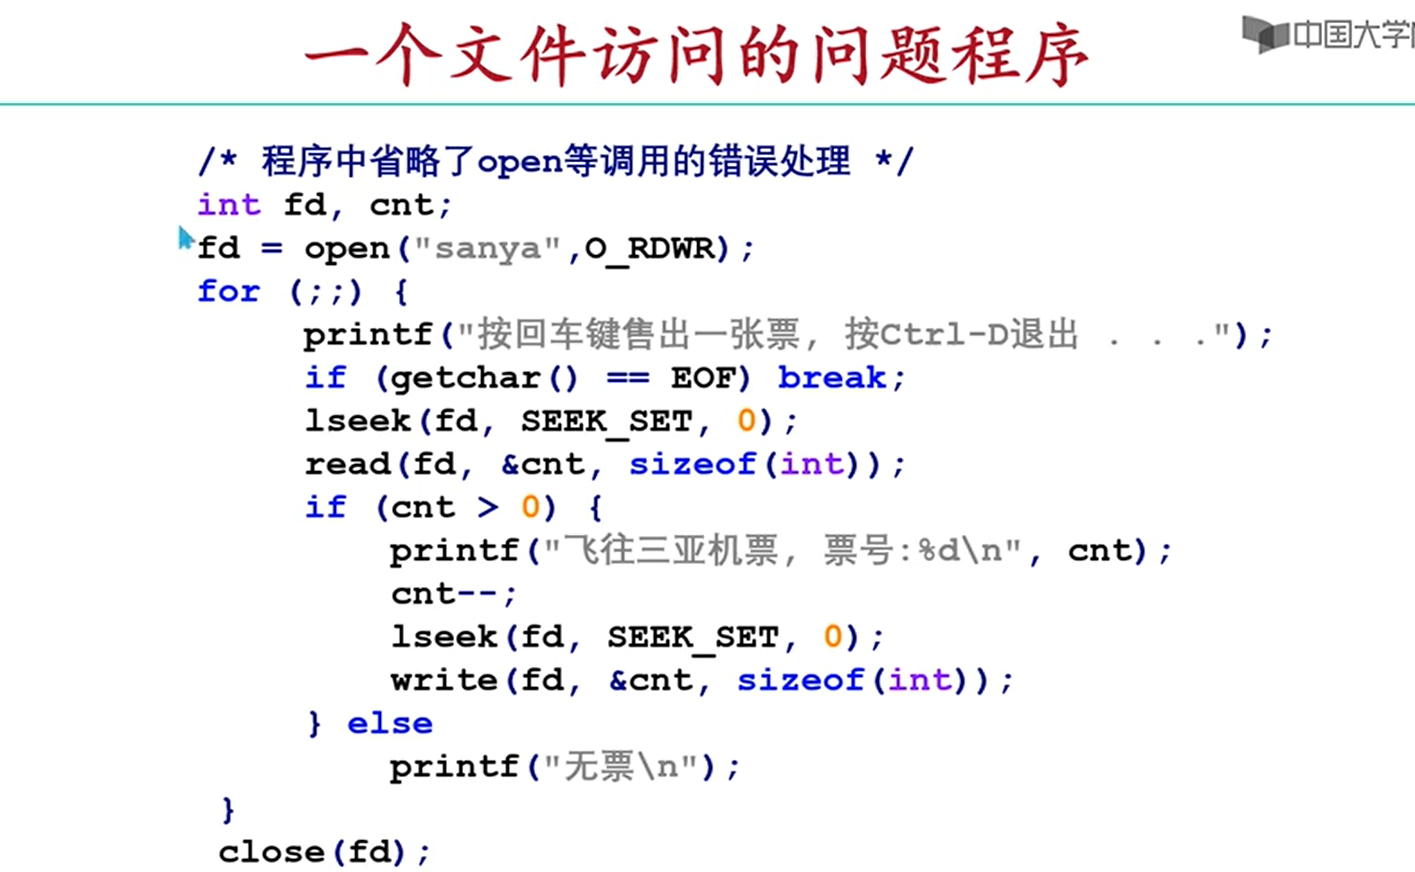 一个文件访问的问题程序
中国大学
/* 程序中省略了open等调用的错误处理 */
int fd, cnt;
fd = open("sanya",O_RDWR);
for (;;) {
printf("按回车键售出一张票, 按Ctrl-D退出 . . .");
if (getchar() == EOF) break;
lseek(fd, SEEK_SET, 0);
read(fd, &cnt, sizeof(int));
if (cnt > 0) {
printf("飞往三亚机票, 票号:%d\n", cnt);
cnt--;
lseek(fd, SEEK_SET, 0);
write(fd, &cnt, sizeof(int));
} else
printf("无票\n");
}
close(fd);